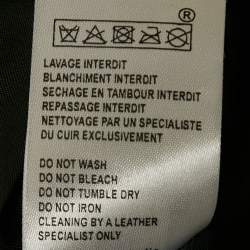 ®
LAVAGE INTERDIT
BLANCHIMENT INTERDIT
SECHAGE EN TAMBOUR INTERDIT
REPASSAGE INTERDIT
NETTOYAGE PAR UN SPECIALISTE
DU CUIR EXCLUSIVEMENT
DO NOT WASH
DO NOT BLEACH
DO NOT TUMBLE DRY
DO NOT IRON
CLEANING BY A LEATHER
SPECIALIST ONLY